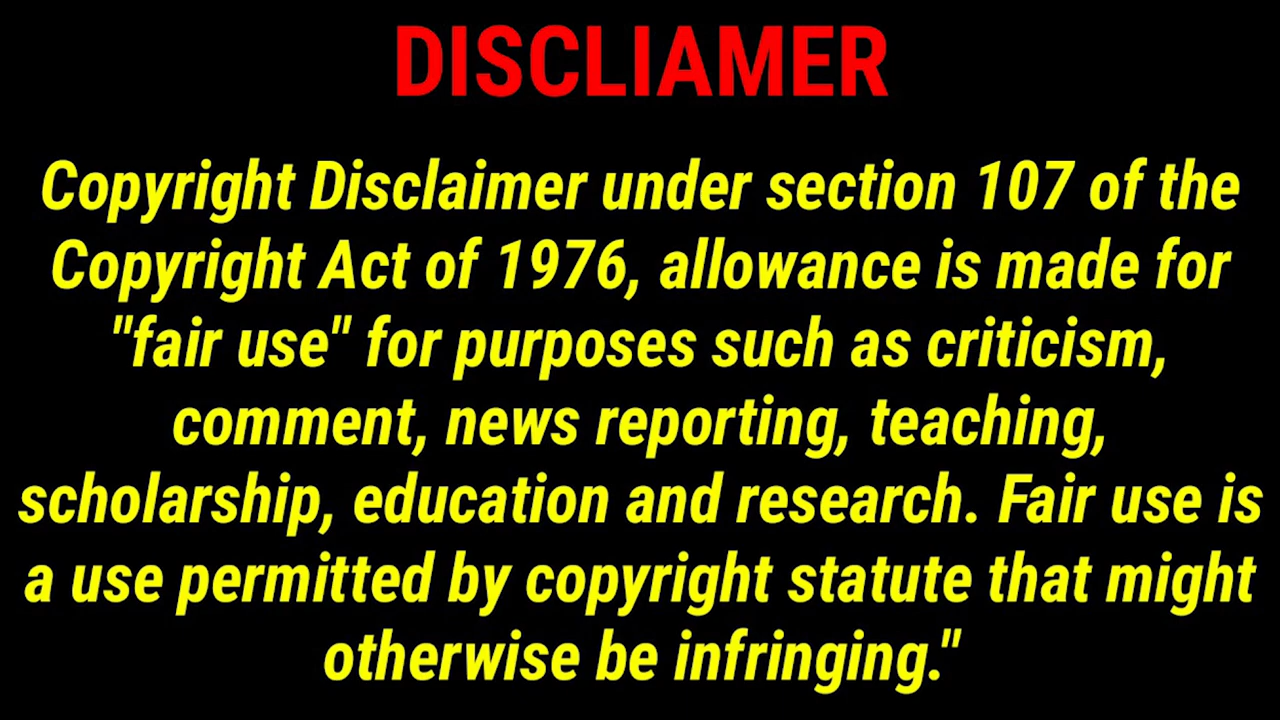 DISCLIAMER
Copyright Disclaimer under section 107 of the
Copyright Act of 1976, allowance is made for
"fair use" for purposes such as criticism,
comment, news reporting, teaching,
scholarship, education and research. Fair use is
a use permitted by copyright statute that might
otherwise be infringing."